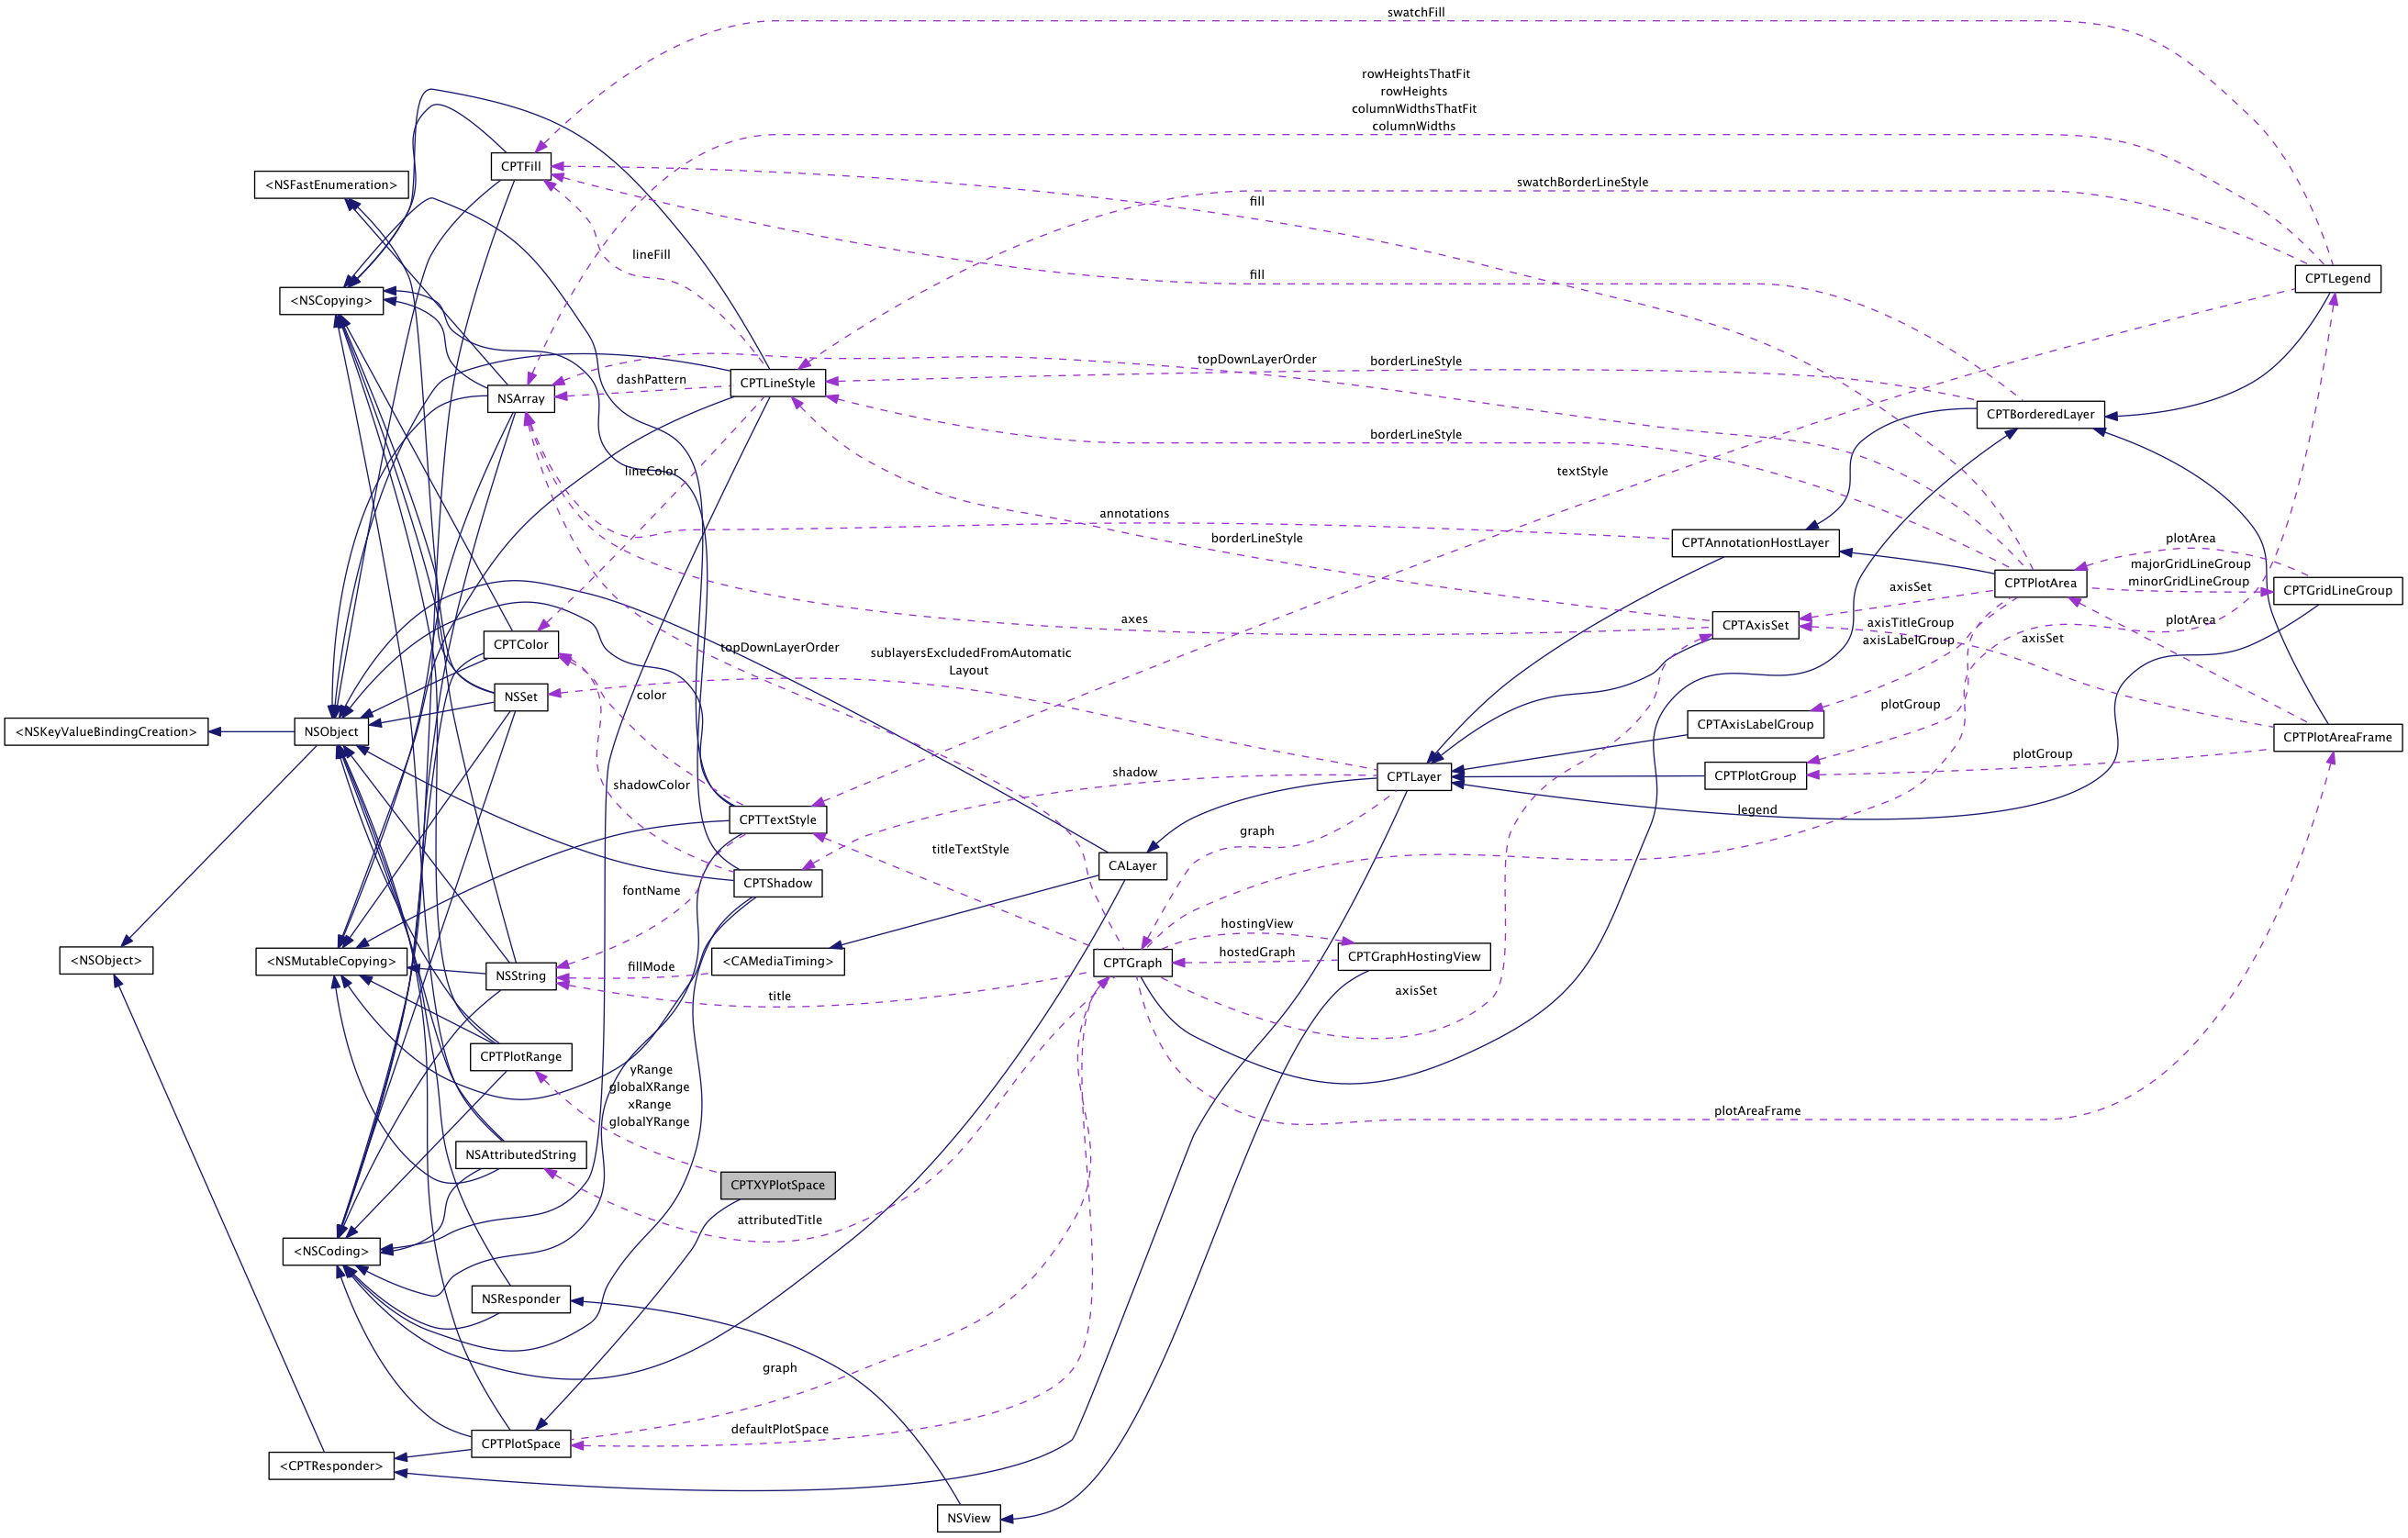 swatchFill
rowHeightsThatFit
rowHeights
columnWidthsThatFit
columnWidths
CPTFill
<NSFastEnumeration>
swatchBorderLineStyle
fill
lineFill
fill
CPTLegend
<NSCopying>
topDownLayerOrder
borderLineStyle
dashPattern
CPTLineStyle
NSArray
CPTBorderedLayer
borderLineStyle
lineColor
textStyle
annotations
borderLineStyle
CPTAnnotationHostLayer
plotArea
majorGridLineGroup
minorGridLineGroup
CPTPlotArea
axisSet
CPTGridLineGroup
axes
CPTAxisSet
axisTitleGroup
axisLabelGroup
plotArea
axisSet
CPTColor
topDownLayerOrder
sublayersExcludedFromAutomatic
Layout
NSSet
color
plotGroup
CPTAxisLabelGroup
<NSKeyValueBindingCreation>
NSObject
CPTPlotAreaFrame
plotGroup
shadow
CPTLayer
CPTPlotGroup
shadowColor
legend
CPTTextStyle
graph
titleTextStyle
CALayer
CPTShadow
fontName
hostingView
hostedGraph
<NSObject>
<NSMutableCopying>
NSString
fillMode
<CAMediaTiming>
CPTGraph
CPTGraphHostingView
title
axisSet
CPTPlotRange
yRange
globalXRange
xRange
globalYRange
plotAreaFrame
NSAttributedString
CPTXYPlotSpace
attributedTitle
<NSCoding>
NSResponder
graph
defaultPlotSpace
CPTPlotSpace
<CPTResponder>
NSView